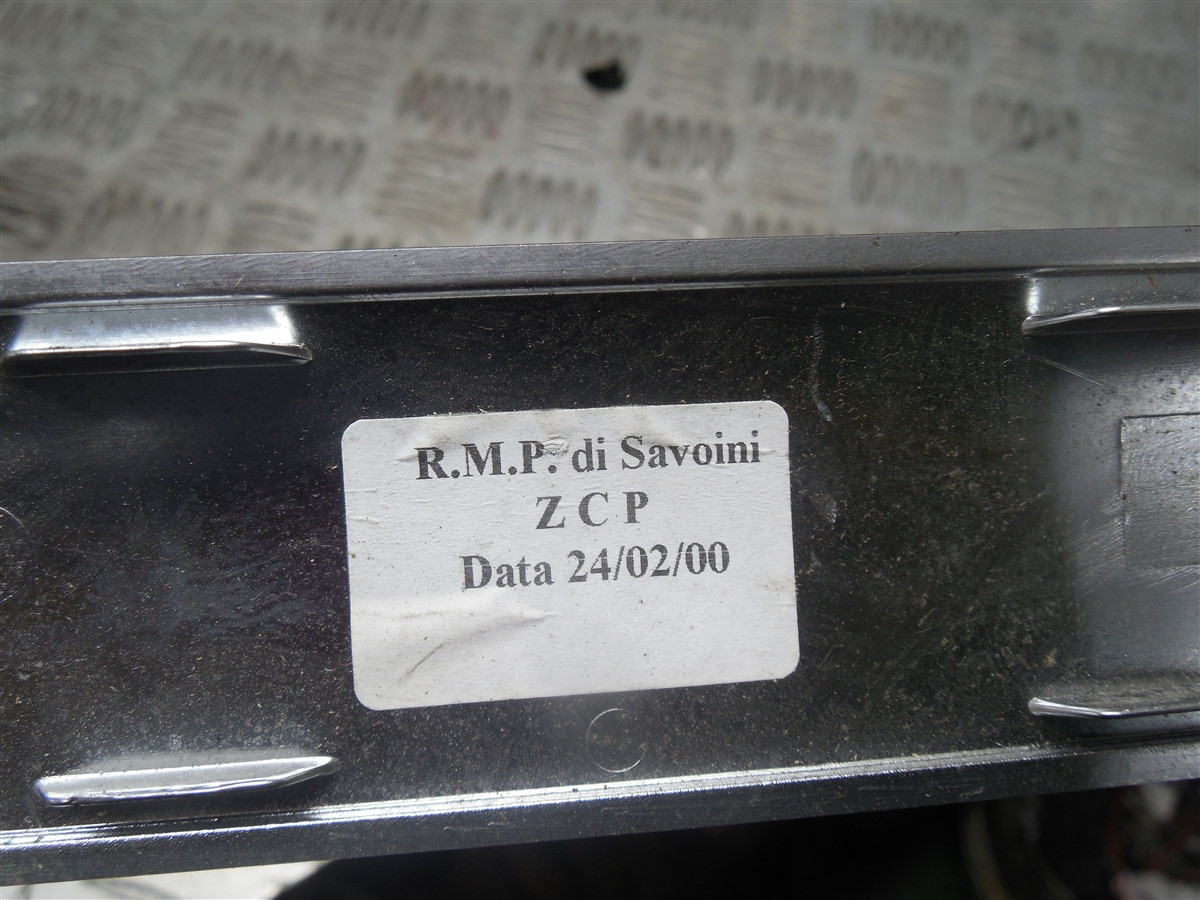 R.M.P. di Savoini
Z C P
Data 24/02/00